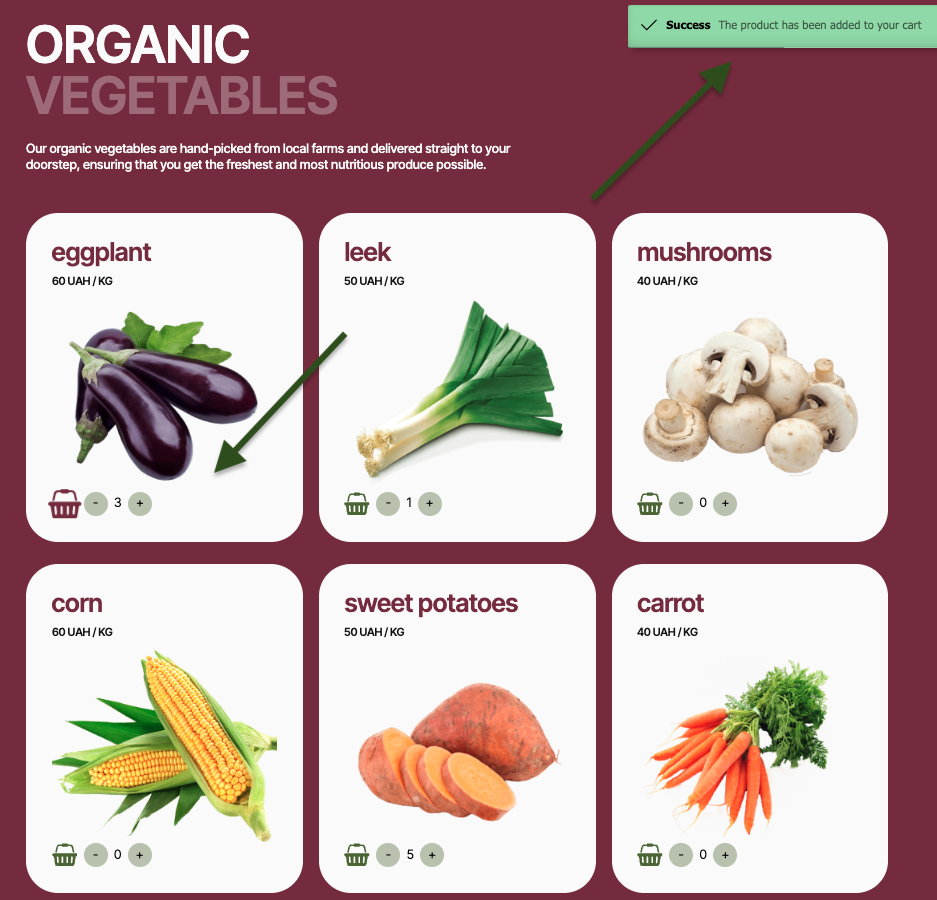 ORGANIC
VEGETABLES
Success The product has been added to your cart
Our organic vegetables are hand-picked from local farms and delivered straight to your
doorstep, ensuring that you get the freshest and most nutritious produce possible.
eggplant
60 UAH / KG
- 3 +
leek
50 UAH / KG
- 1 +
mushrooms
40 UAH / KG
- 0 +
corn
60 UAH / KG
- 0 +
sweet potatoes
50 UAH / KG
- 5 +
carrot
40 UAH / KG
- 0 +